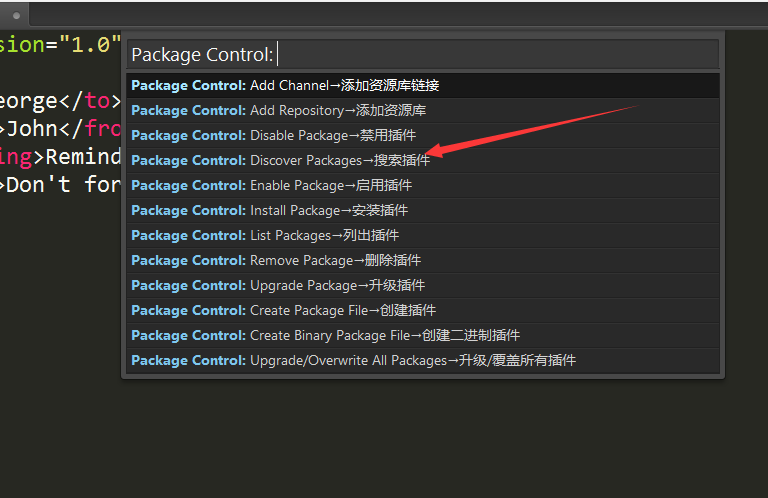 sion="1.0"
Package Control:
eorge</to>
>John</fro
ing>Remind
>Don't for
Package Control: Add Channel→添加资源库链接
Package Control: Add Repository→添加资源库
Package Control: Disable Package→禁用插件
Package Control: Discover Packages→搜索插件
Package Control: Enable Package→启用插件
Package Control: Install Package→安装插件
Package Control: List Packages→列出插件
Package Control: Remove Package→删除插件
Package Control: Upgrade Package→升级插件
Package Control: Create Package File→创建插件
Package Control: Create Binary Package File→创建二进制插件
Package Control: Upgrade/Overwrite All Packages→升级/覆盖所有插件